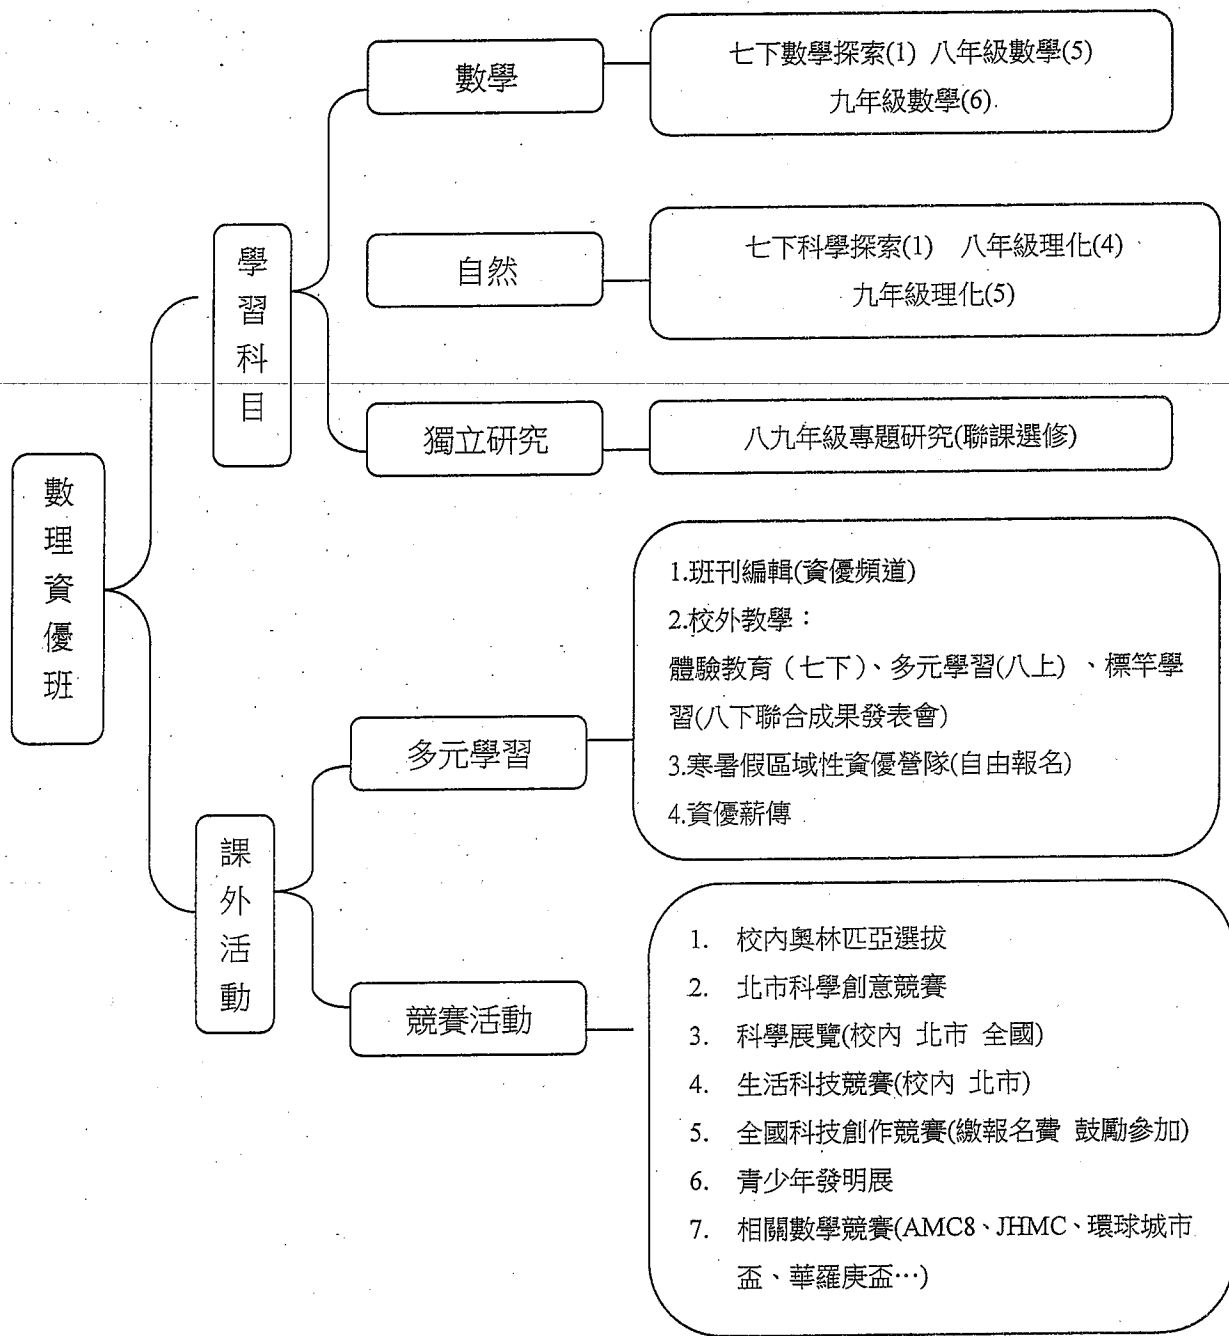 數理資優班
學習科目
數學
七下數學探索(1) 八年級數學(5)
九年級數學(6)
自然
七下科學探索(1) 八年級理化(4)
九年級理化(5)
獨立研究
八九年級專題研究(聯課選修)
課外活動
多元學習
1.班刊編輯(資優頻道)
2.校外教學：
體驗教育（七下）、多元學習(八上) 、標竿學
習(八下聯合成果發表會)
3.寒暑假區域性資優營隊(自由報名)
4.資優薪傳
競賽活動
1. 校內奧林匹亞選拔
2. 北市科學創意競賽
3. 科學展覽(校內 北市 全國)
4. 生活科技競賽(校內 北市)
5. 全國科技創作競賽(繳報名費 鼓勵參加)
6. 青少年發明展
7. 相關數學競賽(AMC8、JHMC、環球城市
盃、華羅庚盃…)